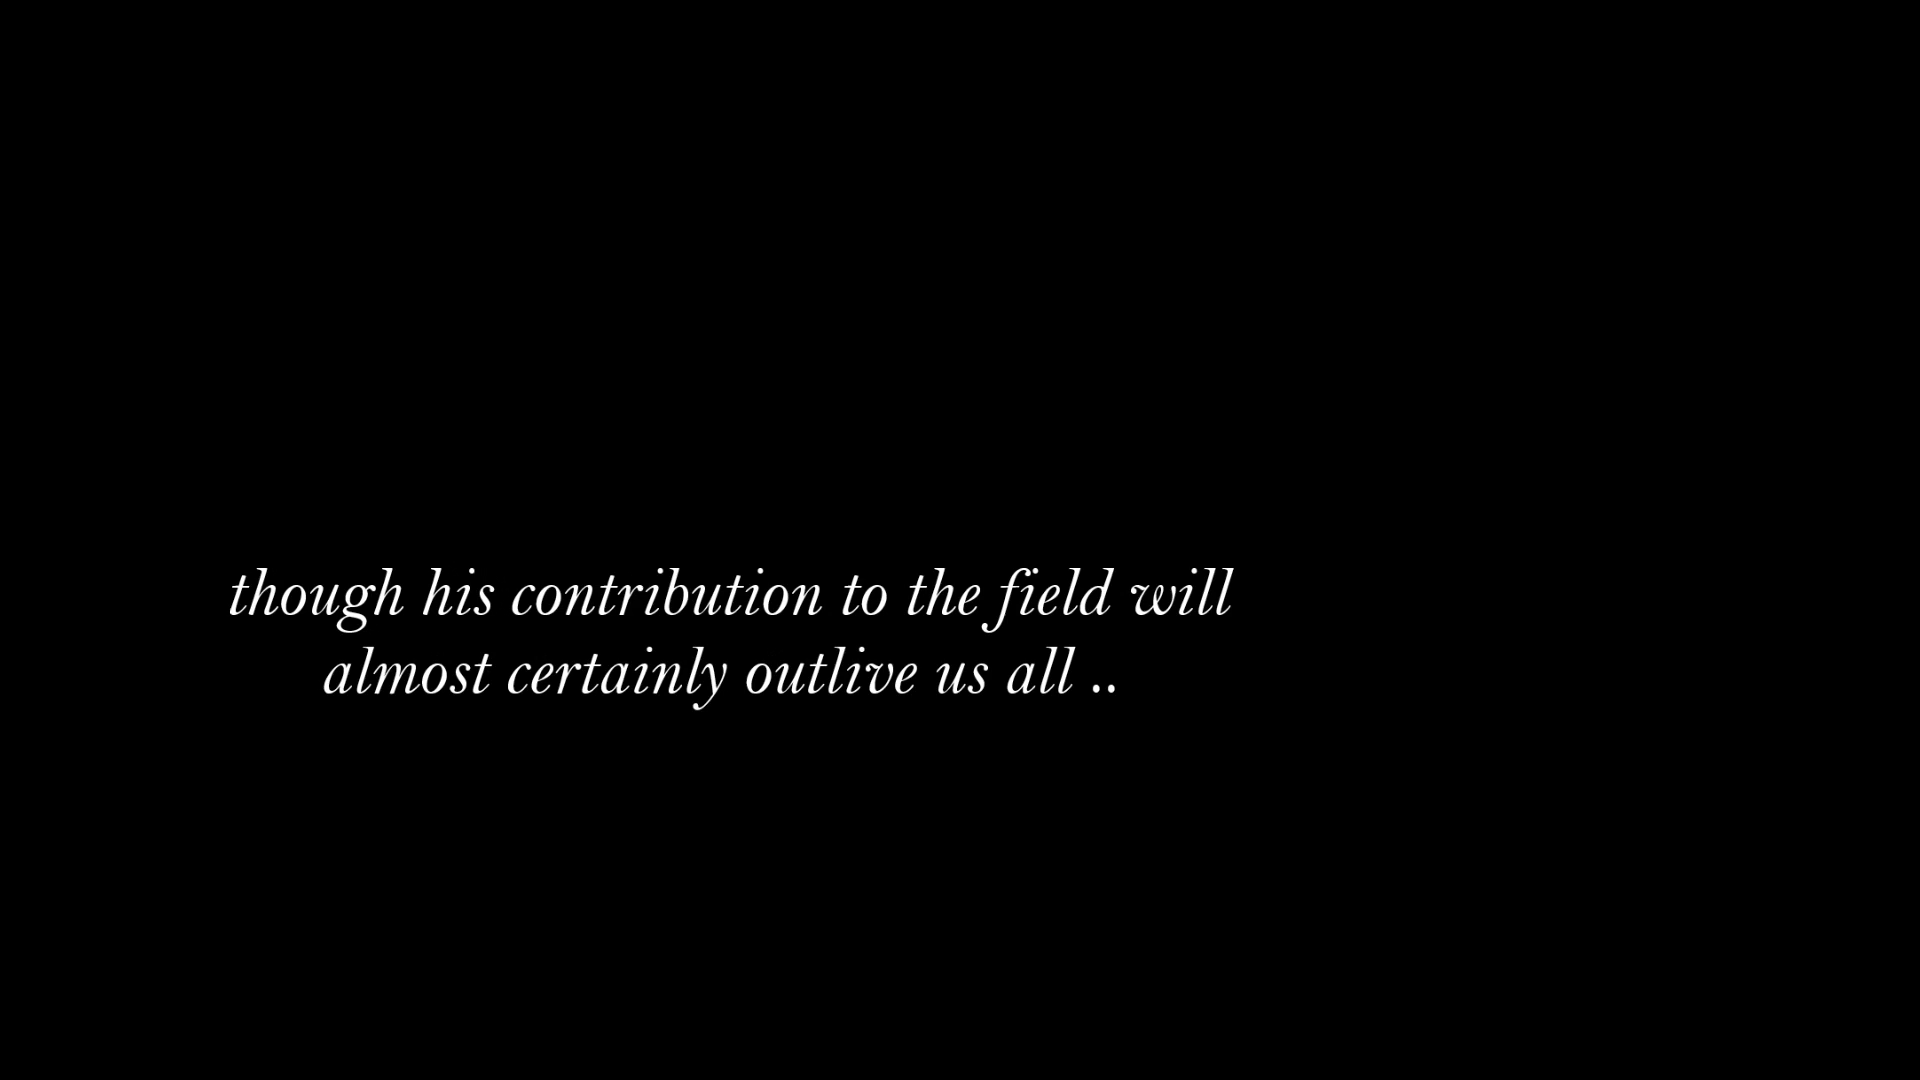 though his contribution to the field will
almost certainly outlive us all ..